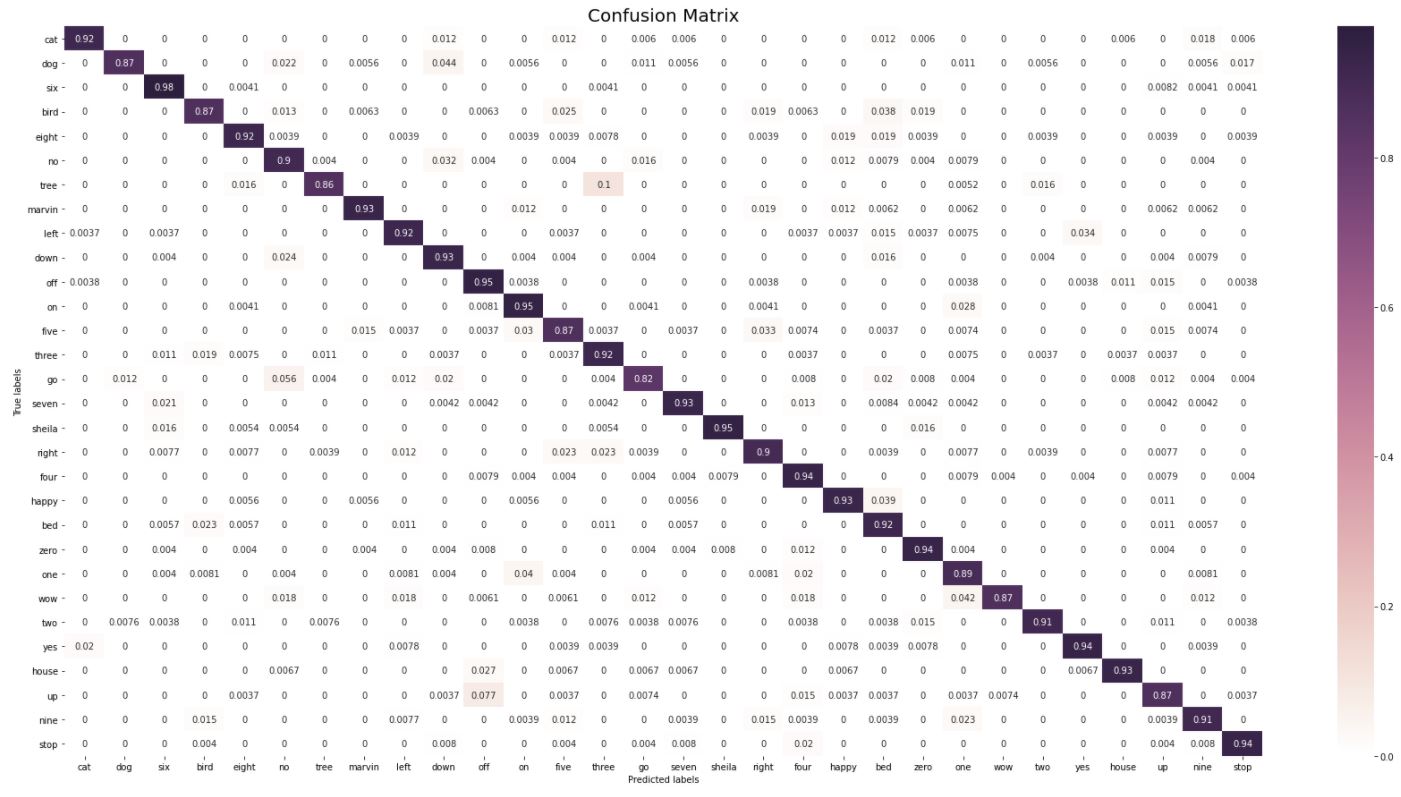 Confusion Matrix
cat 0.92 0 0 0 0 0 0 0 0 0.012 0 0 0.012 0 0.006 0.006 0 0 0 0 0.012 0.006 0 0 0 0 0.006 0 0.018 0.006
dog 0 0.87 0 0 0 0.022 0 0.0056 0 0.044 0 0.0056 0 0 0.011 0.0056 0 0 0 0 0 0 0.011 0 0.0056 0 0 0 0.0056 0.017
six 0 0 0.98 0 0.0041 0 0 0 0 0 0 0 0 0.0041 0 0 0 0 0 0 0 0 0 0 0 0 0 0.0082 0.0041 0.0041
bird 0 0 0 0.87 0 0.013 0 0.0063 0 0 0.0063 0 0.025 0 0 0 0 0.019 0.0063 0 0.038 0.019 0 0 0 0 0 0 0 0
eight 0 0 0 0 0.92 0.0039 0 0 0.0039 0 0 0.0039 0.0039 0.0078 0 0 0 0.0039 0 0.019 0.019 0.0039 0 0 0.0039 0 0 0.0039 0 0.0039
no 0 0 0 0 0 0.9 0.004 0 0 0.032 0.004 0 0.004 0 0.016 0 0 0 0 0.012 0.0079 0.004 0.0079 0 0 0 0 0 0.004 0
tree 0 0 0 0 0.016 0 0.86 0 0 0 0 0 0 0.1 0 0 0 0 0 0 0 0 0.0052 0 0.016 0 0 0 0 0
marvin 0 0 0 0 0 0 0 0.93 0 0 0 0.012 0 0 0 0 0 0.019 0 0.012 0.0062 0 0.0062 0 0 0 0 0.0062 0.0062 0
left 0.0037 0 0.0037 0 0 0 0 0 0.92 0 0 0 0.0037 0 0 0 0 0 0.0037 0.0037 0.015 0.0037 0.0075 0 0 0.034 0 0 0 0
down 0 0 0.004 0 0 0.024 0 0 0 0.93 0 0.004 0.004 0 0.004 0 0 0 0 0 0.016 0 0 0 0.004 0 0 0.004 0.0079 0
off 0.0038 0 0 0 0 0 0 0 0 0 0.95 0.0038 0 0 0 0 0 0.0038 0 0 0 0 0.0038 0 0 0.0038 0.011 0.015 0 0.0038
on 0 0 0 0 0.0041 0 0 0 0 0 0.0081 0.95 0 0 0.0041 0 0 0.0041 0 0 0 0 0.028 0 0 0 0 0 0.0041 0
five 0 0 0 0 0 0 0 0.015 0.0037 0 0.0037 0.03 0.87 0.0037 0 0.0037 0 0.033 0.0074 0 0.0037 0 0.0074 0 0 0 0 0.015 0.0074 0
three 0 0 0.011 0.019 0.0075 0 0.011 0 0 0.0037 0 0 0.0037 0.92 0 0 0 0 0.0037 0 0 0 0.0075 0 0.0037 0 0.0037 0.0037 0 0
go 0 0.012 0 0 0 0.056 0.004 0 0.012 0.02 0 0 0 0.004 0.82 0 0 0 0.008 0 0.02 0.008 0.004 0 0 0 0.008 0.012 0.004 0.004
seven 0 0 0.021 0 0 0 0 0 0 0.0042 0.0042 0 0 0.0042 0 0.93 0 0 0.013 0 0.0084 0.0042 0.0042 0 0 0 0 0.0042 0.0042 0
sheila 0 0 0.016 0 0.0054 0.0054 0 0 0 0 0 0 0 0.0054 0 0 0.95 0 0 0 0 0.016 0 0 0 0 0 0 0 0
right 0 0 0.0077 0 0.0077 0 0.0039 0 0.012 0 0 0 0.023 0.023 0.0039 0 0 0.9 0 0 0.0039 0 0.0077 0 0.0039 0 0 0.0077 0 0
four 0 0 0 0 0 0 0 0 0 0 0.0079 0.004 0.004 0 0.004 0.004 0.0079 0 0.94 0 0 0 0.0079 0.004 0 0.004 0 0.0079 0 0.004
happy 0 0 0 0 0.0056 0 0 0.0056 0 0 0 0.0056 0 0 0 0.0056 0 0 0 0.93 0.039 0 0 0 0 0 0 0.011 0 0
bed 0 0 0.0057 0.023 0.0057 0 0 0 0.011 0 0 0 0 0.011 0 0.0057 0 0 0 0 0.92 0 0 0 0 0 0 0.011 0.0057 0
zero 0 0 0.004 0 0.004 0 0 0.004 0 0.004 0.008 0 0 0 0.004 0.004 0.008 0 0.012 0 0 0.94 0.004 0 0 0 0 0.004 0 0
one 0 0 0.004 0.0081 0 0.004 0 0 0.0081 0.004 0 0.04 0.004 0 0 0 0 0.0081 0.02 0 0 0 0.89 0 0 0 0 0 0.0081 0
wow 0 0 0 0 0 0.018 0 0 0.018 0 0.0061 0 0.0061 0 0.012 0 0 0 0.018 0 0 0 0.042 0.87 0 0 0 0 0.012 0
two 0 0.0076 0.0038 0 0.011 0 0.0076 0 0 0 0 0.0038 0 0.0076 0.0038 0.0076 0 0 0.0038 0 0.0038 0.015 0 0 0.91 0 0 0.011 0 0.0038
yes 0.02 0 0 0 0 0 0 0 0.0078 0 0 0 0.0039 0.0039 0 0 0 0 0 0.0078 0.0039 0.0078 0 0 0 0.94 0 0 0.0039 0
house 0 0 0 0 0 0.0067 0 0 0 0 0.027 0 0.0067 0 0.0067 0.0067 0 0 0 0.0067 0 0 0 0 0 0.0067 0.93 0 0 0
up 0 0 0 0 0.0037 0 0 0 0 0.0037 0.077 0 0.0037 0 0.0074 0 0 0 0.015 0.0037 0.0037 0 0.0037 0.0074 0 0 0 0.87 0 0.0037
nine 0 0 0 0.015 0 0 0 0 0.0077 0 0 0.0039 0.012 0 0 0.0039 0 0.015 0.0039 0 0.0039 0 0.023 0 0 0 0 0.0039 0.91 0
stop 0 0 0 0.004 0 0 0 0 0 0.008 0 0 0.004 0 0.004 0.008 0 0 0.02 0 0 0 0 0 0 0 0 0.004 0.008 0.94
cat dog six bird eight no tree marvin left down off on five three go seven sheila right four happy bed zero one wow two yes house up nine stop
Predicted labels
True labels
0.8
0.6
0.4
0.2
0.0